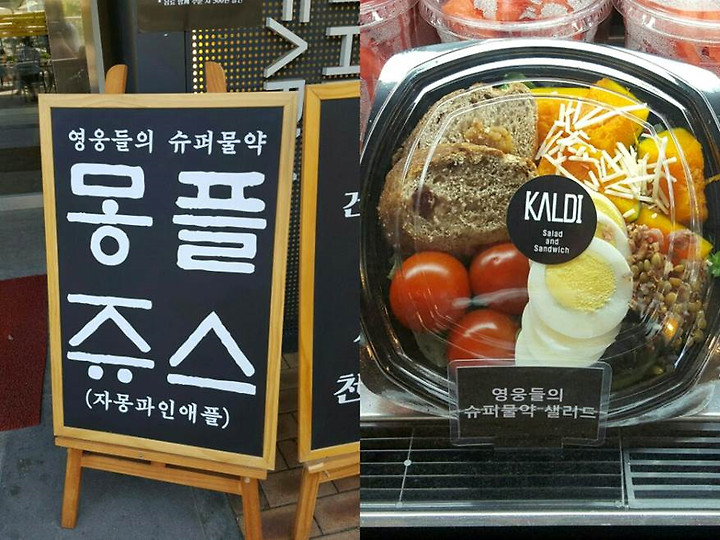 영웅들의 슈퍼물약
몽플
쥬스
(자몽파인애플)
KALDI
Salad
and
Sandwich
영웅들의
슈퍼물약 샐러드
천